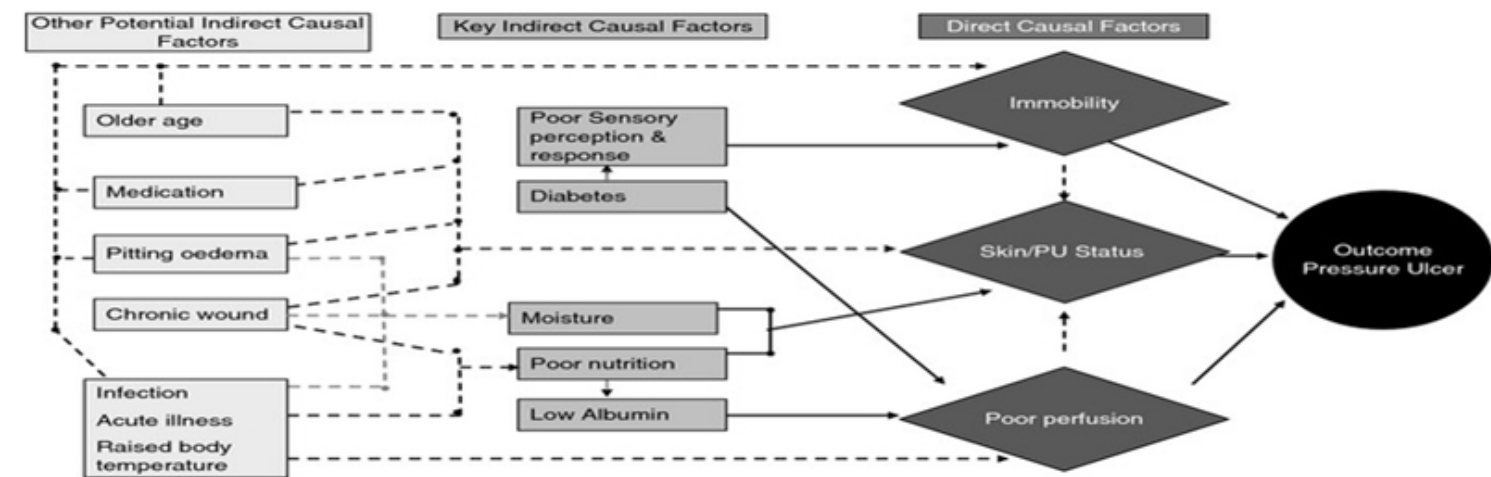 Other Potential Indirect Causal
Factors
Key Indirect Causal Factors
Direct Causal Factors
Older age
Medication
Pitting oedema
Chronic wound
Infection
Acute illness
Raised body
temperature
Poor Sensory
perception &
response
Diabetes
Moisture
Poor nutrition
Low Albumin
Immobility
Skin/PU Status
Poor perfusion
Outcome
Pressure Ulcer